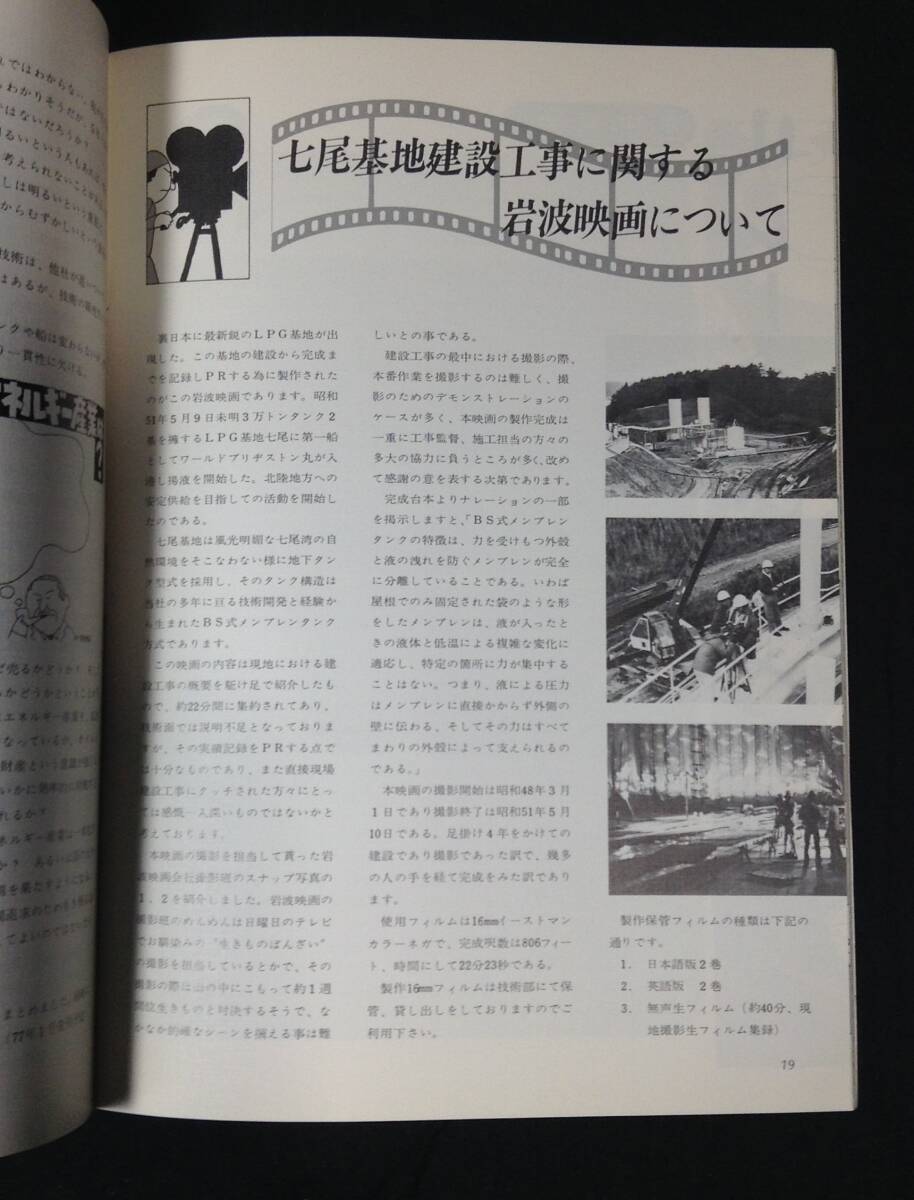 七尾基地建設工事に関する
岩波映画について
裏日本に最新鋭のLPG基地が出
現した。この基地の建設から完成ま
でを記録しPRする為に製作された
のがこの岩波映画であります。昭和
51年5月9日未明3万トンタンク2
基を擁するLPG基地七尾に第一船
としてワールドブリヂストン丸が入
港し揚液を開始した。北陸地方への
安定供給を目指しての活動を開始し
たのである。
七尾基地は風光明媚な七尾湾の自
然環境をそこなわない様に地下タン
ク型式を採用し、そのタンク構造は
当社の多年に亘る技術開発と経験か
ら生まれたBS式メンブレンタンク
方式であります。
この映画の内容は現地における建
設工事の概要を駆け足で紹介したも
ので、約22分間に集約されてあり、
技術面では説明不足となっておりま
すが、その実績記録をPRする点で
は十分なものであり、また直接現場
建設工事にタッチされた方々にとっ
ては感慨一入深いものではないかと
考えております。
本映画の撮影を担当して貰った岩
波映画会社撮影班のスナップ写真の
1、2を紹介しました。岩波映画の
撮影班のめんめんは日曜日のテレビ
でお馴染みの“生きものばんざい”
の撮影を担当しているとかで、その
撮影の際は山の中にこもって約1週
間位生きものと対決するそうで、な
かなか的確なシーンを捕える事は難
しいとの事である。
建設工事の最中における撮影の際、
本番作業を撮影するのは難しく、撮
影のためのデモンストレーションの
ケースが多く、本映画の製作完成は
一重に工事監督、施工担当の方々の
多大の協力に負うところが多く、改め
て感謝の意を表する次第であります。
完成台本よりナレーションの一部
を掲示しますと、「BS式メンブレン
タンクの特徴は、力を受けもつ外殻
と液の洩れを防ぐメンブレンが完全
に分離していることである。いわば
屋根でのみ固定された袋のような形
をしたメンブレンは、液が入ったと
きの液体と低温による複雑な変化に
適応し、特定の箇所に力が集中する
ことはない。つまり、液による圧力
はメンブレンに直接かからず外側の
壁に伝わる、そしてその力はすべて
まわりの外殻によって支えられるの
である。」
本映画の撮影開始は昭和48年3月
1日であり撮影終了は昭和51年5月
10日である。足掛け4年をかけての
建設であり撮影であった訳で、幾多
の人の手を経て完成をみた訳であり
ます。
使用フィルムは16mmイーストマン
カラーネガで、完成呎数は806フィー
ト、時間にして22分23秒である。
製作16mmフィルムは技術部にて保
管、貸し出しをしておりますのでご
利用下さい。
製作保管フィルムの種類は下記の
通りです。
1. 日本語版2巻
2. 英語版 2巻
3. 無声生フィルム（約40分、現
地撮影生フィルム集録）
19